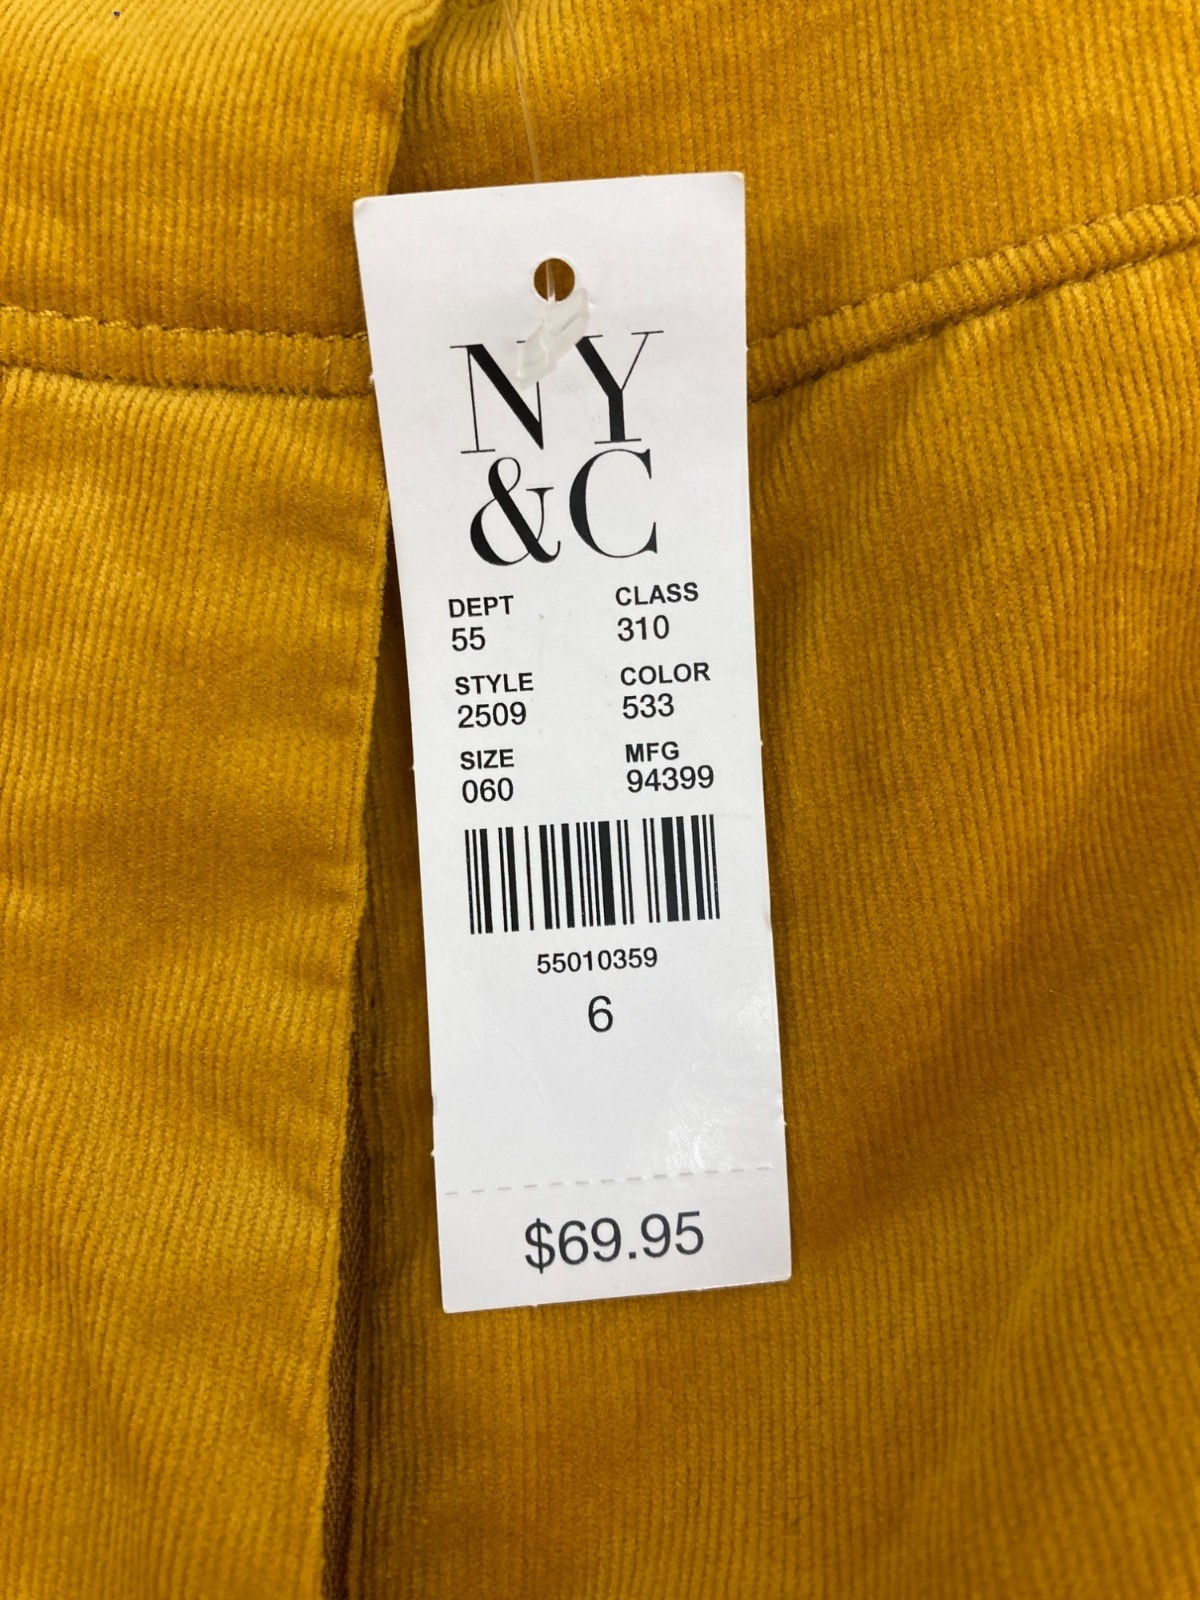 NY
&C
DEPT CLASS
55 310
STYLE COLOR
2509 533
SIZE MFG
060 94399
55010359
6
$69.95